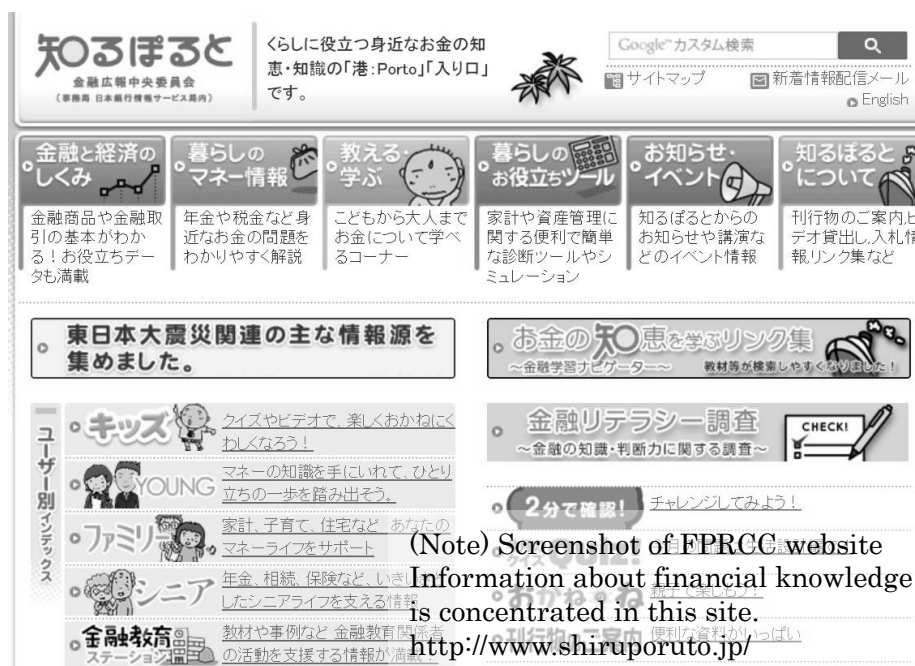 知るぽると
金融広報中央委員会
(事務局 日本銀行情報サービス局内)
くらしに役立つ身近なお金の知
恵・知識の「港:Porto」「入り口」
です。
Google™カスタム検索
サイトマップ
新着情報配信メール
English
金融と経済の
しくみ
金融商品や金融取
引の基本がわか
る!お役立ちデー
タも満載
暮らしの
マネー情報
年金や税金など身
近なお金の問題を
わかりやすく解説
教える・
学ぶ
こどもから大人まで
お金について学べ
るコーナー
暮らしの
お役立ちツール
家計や資産管理に
関する便利で簡単
な診断ツールやシ
ミュレーション
お知らせ・
イベント
知るぽるとからの
お知らせや講演な
どのイベント情報
知るぽると
について
刊行物のご案内
デオ貸出し,入札情
報,リンク集など
東日本大震災関連の主な情報源を
集めました。
お金の知恵を学ぶリンク集
~金融学習ナビゲーター~
教材等が検索しやすくなりました!
ユーザー別インデックス
キッズ
クイズやビデオで、楽しくおかねにく
わしくなろう!
YOUNG
マネーの知識を手にいれて、ひとり
立ちの一歩を踏み出そう。
ファミリー
家計、子育て、住宅など あなたの
マネーライフをサポート
シニア
年金、相続、保険など、いきいき
したシニアライフを支える情報
金融教育
ステーション
教材や事例など 金融教育関係者
の活動を支援する情報が満載!
金融リテラシー調査
~金融の知識・判断力に関する調査~
CHECK!
2分で確認!
チャレンジしてみよう!
クイズ QUIZ!
おかねのね
親子で楽しもう!
刊行物のご案内
便利な資料がいっぱい
(Note) Screenshot of FPRCC website
Information about financial knowledge
is concentrated in this site.
http://www.shiruporuto.jp/